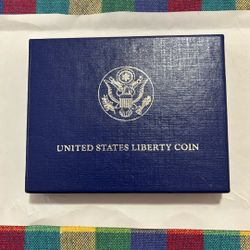 UNITED STATES LIBERTY COIN